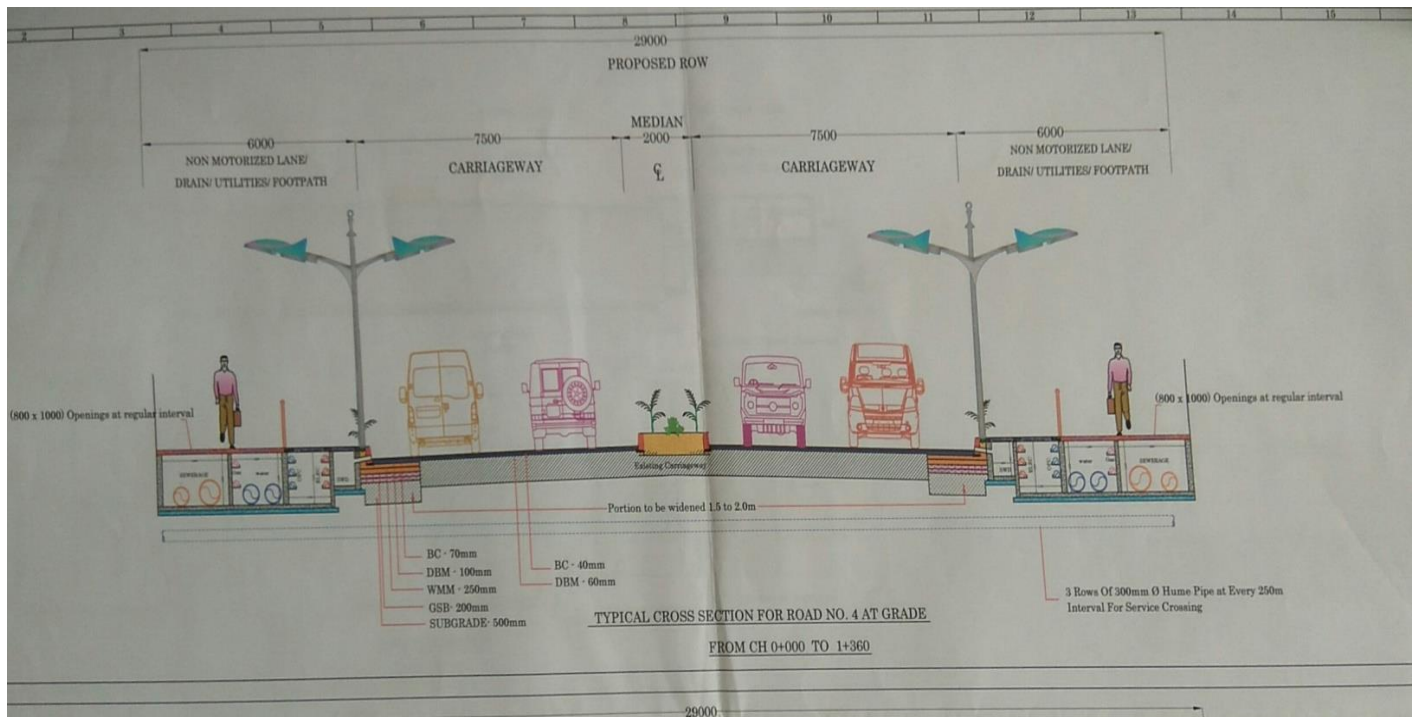 2 3 4 5 6 7 8 9 10 11 12 13 14 15
29000
PROPOSED ROW
MEDIAN
6000 7500 2000 7500 6000
NON MOTORIZED LANE/
DRAIN/ UTILITIES/ FOOTPATH
CARRIAGEWAY
℄
CARRIAGEWAY
NON MOTORIZED LANE/
DRAIN/ UTILITIES/ FOOTPATH
(800 x 1000) Openings at regular interval
(800 x 1000) Openings at regular interval
Existing Carriageway
SEWERAGE
SEWERAGE
Portion to be widened 1.5 to 2.0m
BC - 70mm
DBM - 100mm
WMM - 250mm
GSB- 200mm
SUBGRADE- 500mm
BC - 40mm
DBM - 60mm
3 Rows Of 300mm Ø Hume Pipe at Every 250m
Interval For Service Crossing
TYPICAL CROSS SECTION FOR ROAD NO. 4 AT GRADE
FROM CH 0+000 TO 1+360
29000